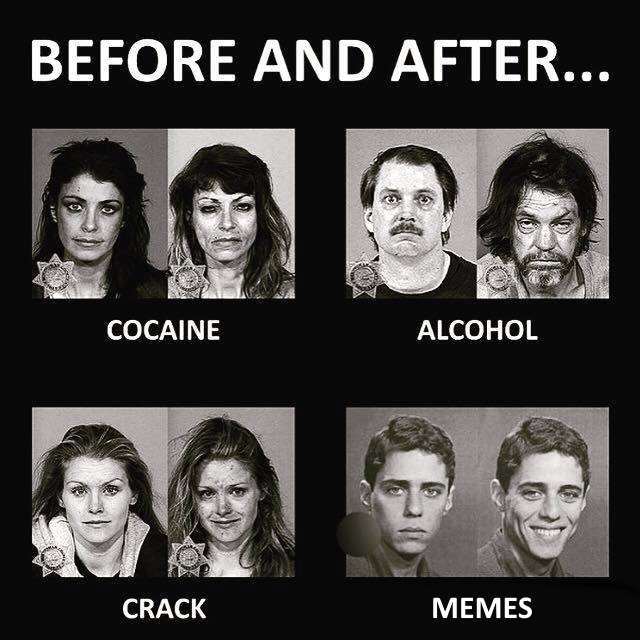 BEFORE AND AFTER...
COCAINE
ALCOHOL
CRACK
MEMES